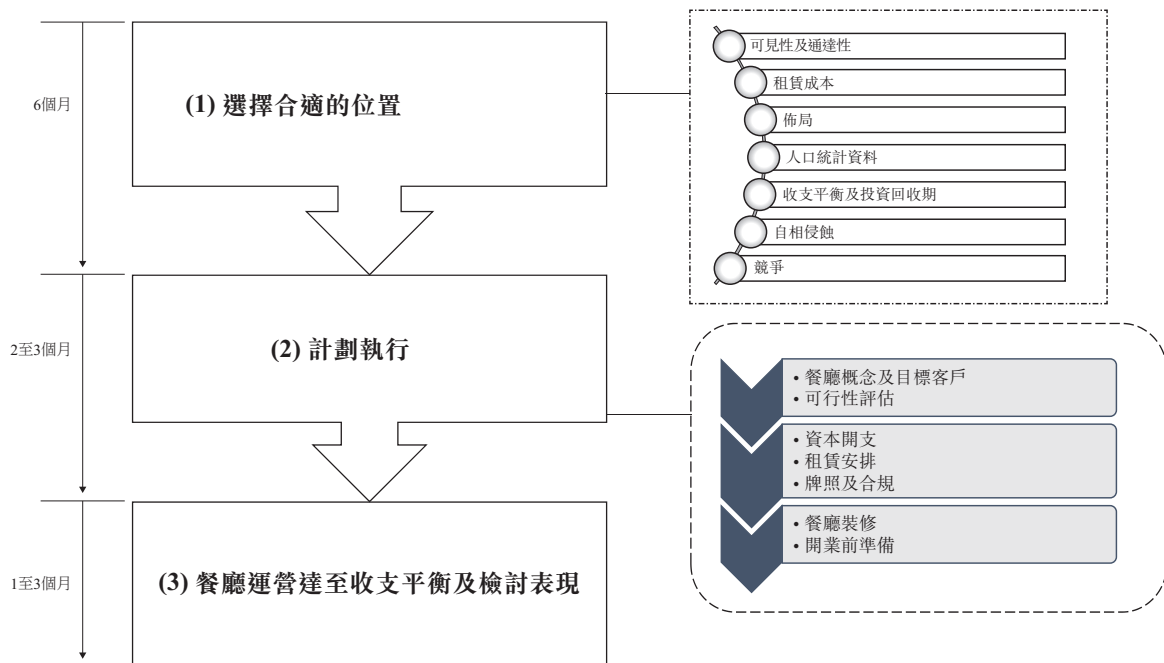 6個月
(1) 選擇合適的位置
可見性及通達性
租賃成本
佈局
人口統計資料
收支平衡及投資回收期
自相侵蝕
競爭
2至3個月
(2) 計劃執行
• 餐廳概念及目標客戶
• 可行性評估
• 資本開支
• 租賃安排
• 牌照及合規
• 餐廳裝修
• 開業前準備
1至3個月
(3) 餐廳運營達至收支平衡及檢討表現